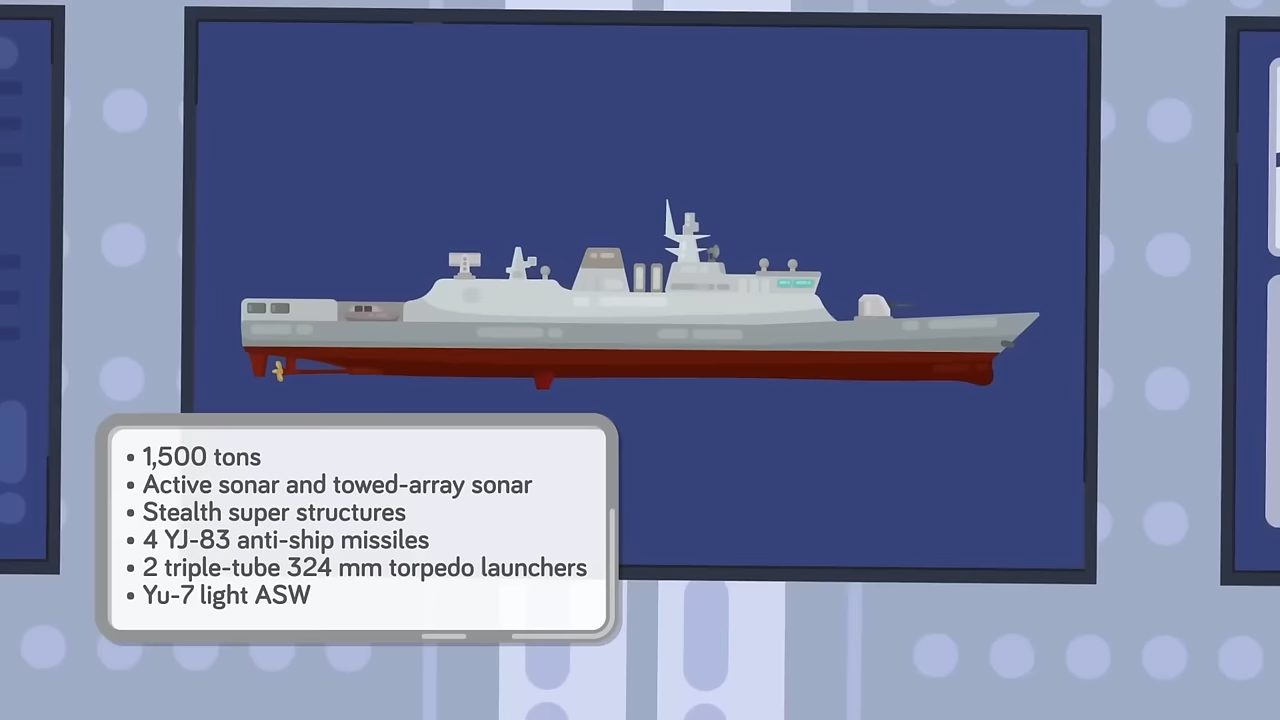 • 1,500 tons
• Active sonar and towed-array sonar
• Stealth super structures
• 4 YJ-83 anti-ship missiles
• 2 triple-tube 324 mm torpedo launchers
• Yu-7 light ASW